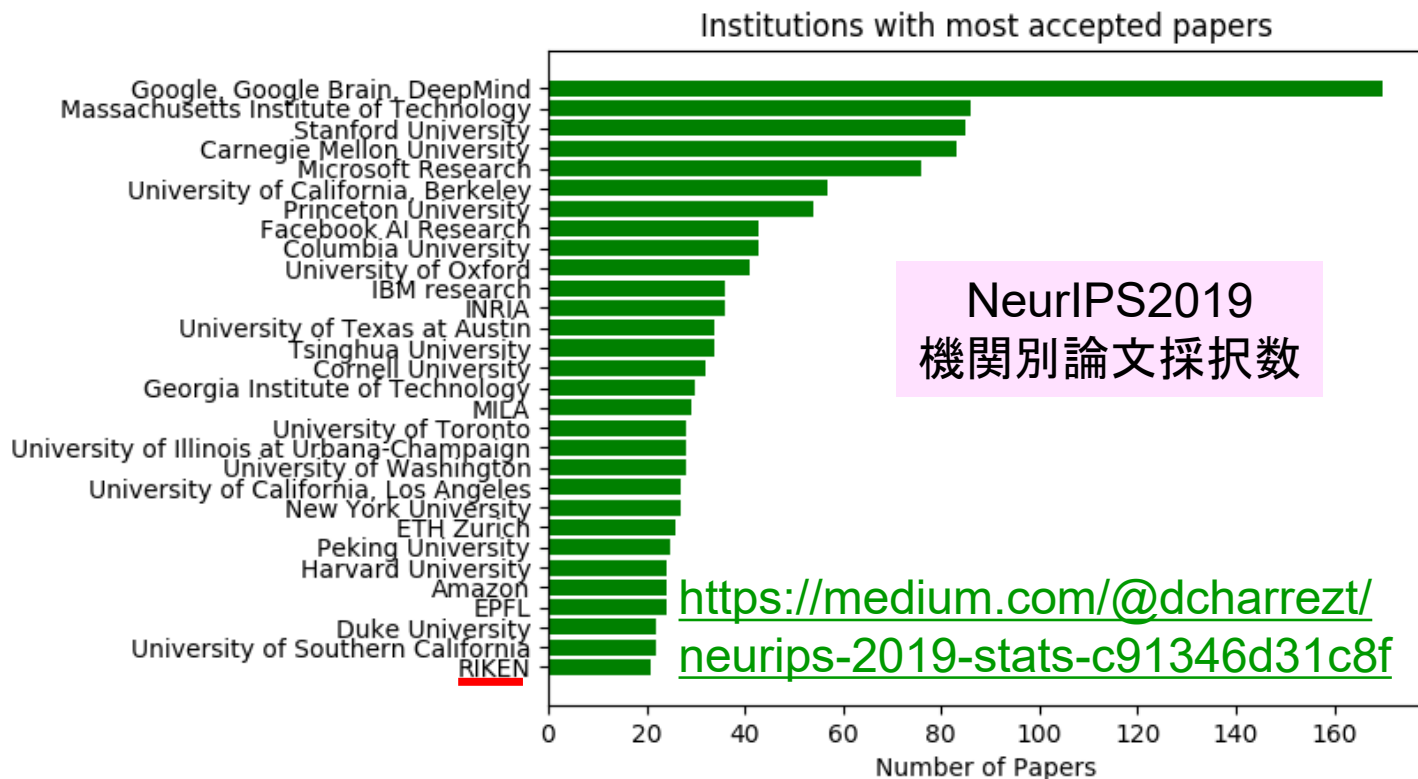 Institutions with most accepted papers
Google, Google Brain, DeepMind
Massachusetts Institute of Technology
Stanford University
Carnegie Mellon University
Microsoft Research
University of California, Berkeley
Princeton University
Facebook AI Research
Columbia University
University of Oxford
IBM research
INRIA
University of Texas at Austin
Tsinghua University
Cornell University
Georgia Institute of Technology
MILA
University of Toronto
University of Illinois at Urbana-Champaign
University of Washington
University of California, Los Angeles
New York University
ETH Zurich
Peking University
Harvard University
Amazon
EPFL
Duke University
University of Southern California
RIKEN
NeurIPS2019
機関別論文採択数
https://medium.com/@dcharrezt/
neurips-2019-stats-c91346d31c8f
0 20 40 60 80 100 120 140 160
Number of Papers